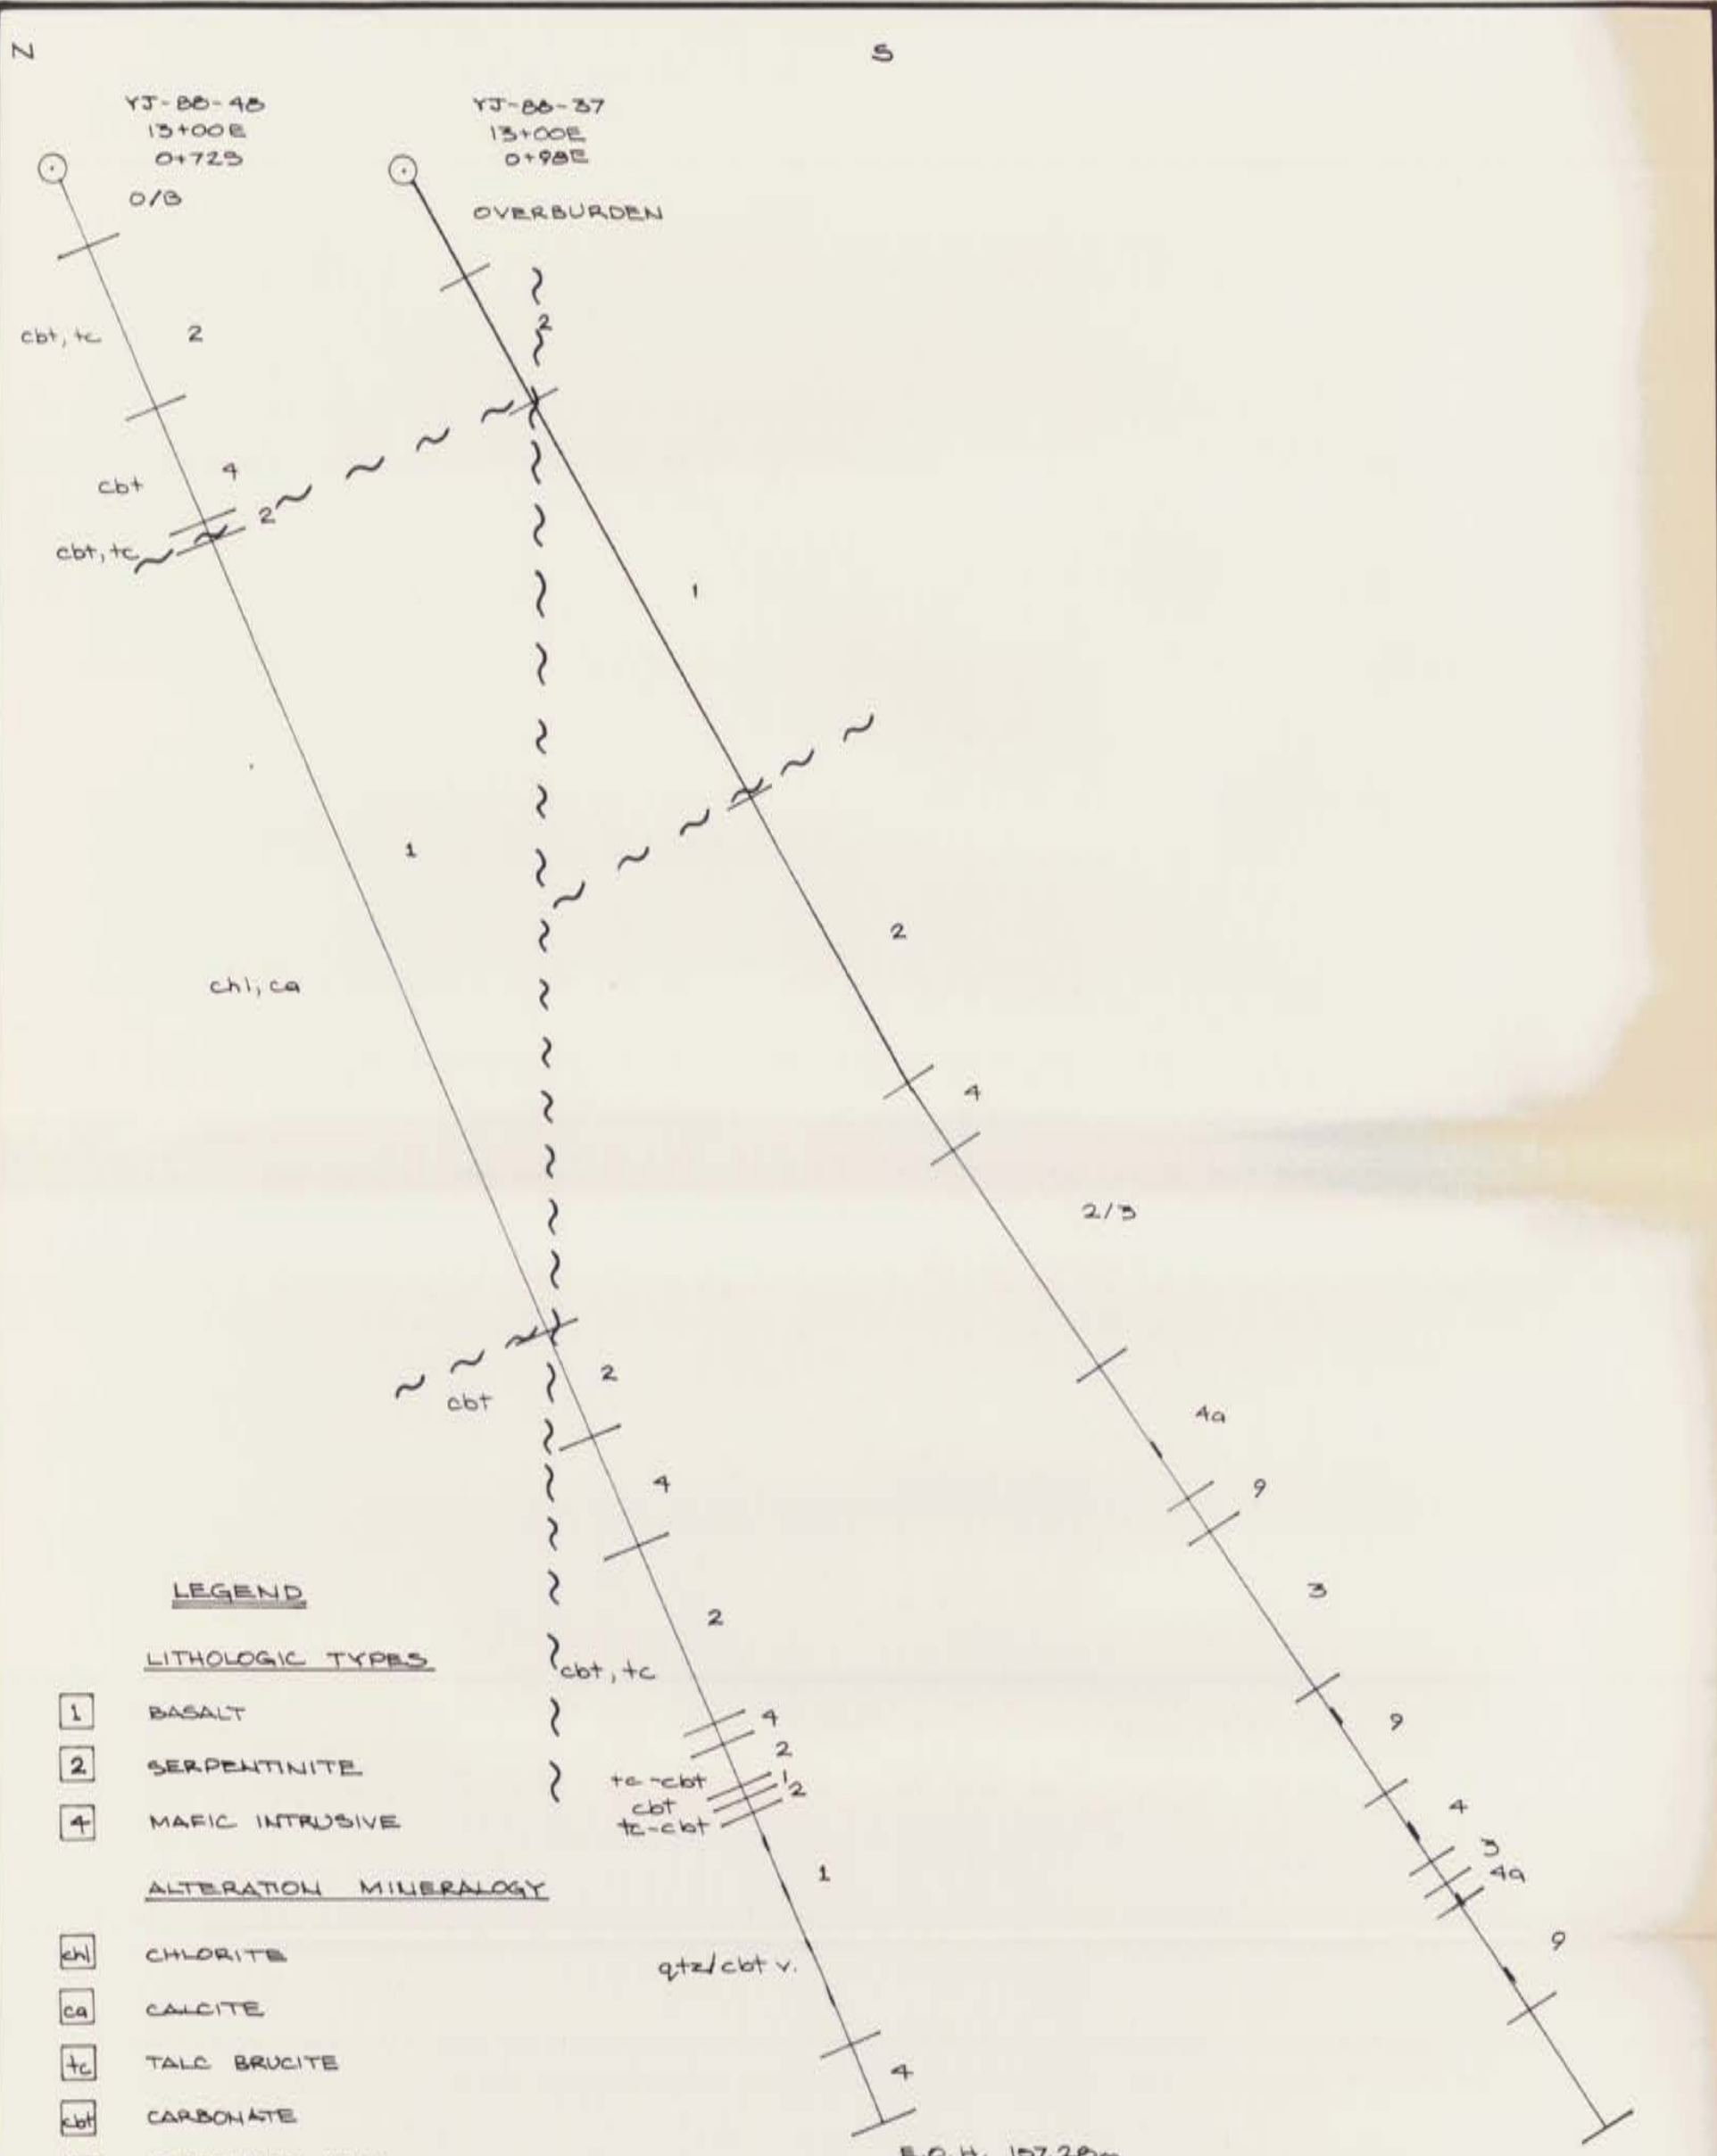 N
S
YJ-88-48
13+00E
0+72S
O/B
YJ-88-37
13+00E
0+98E
OVERBURDEN
2
cbt, tc
2
cbt
4
2
cbt, tc
1
1
2
chl, ca
4
2/3
2
cbt
4a
4
9
3
2
cbt, tc
4
9
2
tc-cbt
1
2
cbt
tc-cbt
4
3
4a
1
9
qtz/cbt v.
4
E.O.H. 157.28m
LEGEND
LITHOLOGIC TYPES
1 BASALT
2 SERPENTINITE
4 MAFIC INTRUSIVE
ALTERATION MINERALOGY
chl CHLORITE
ca CALCITE
tc TALC BRUCITE
cbt CARBONATE